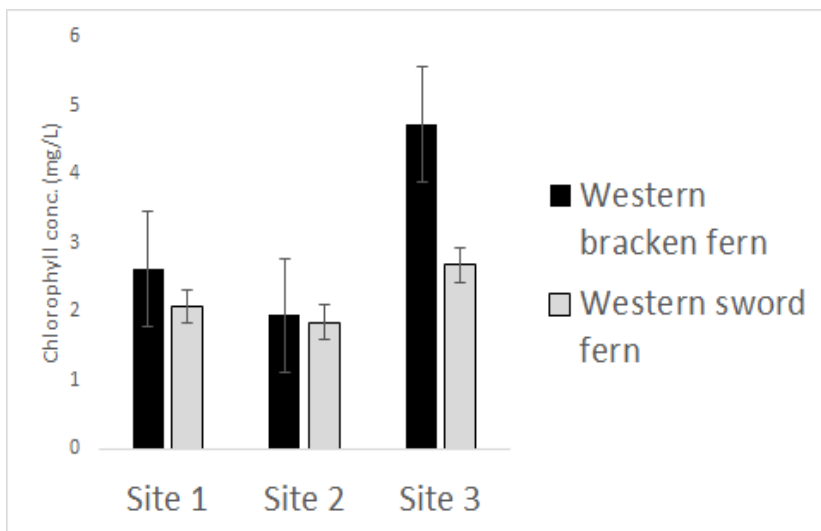 6
5
4
3
2
1
0
Chlorophyll conc. (mg/L)
Site 1 Site 2 Site 3
Western
bracken fern
Western sword
fern